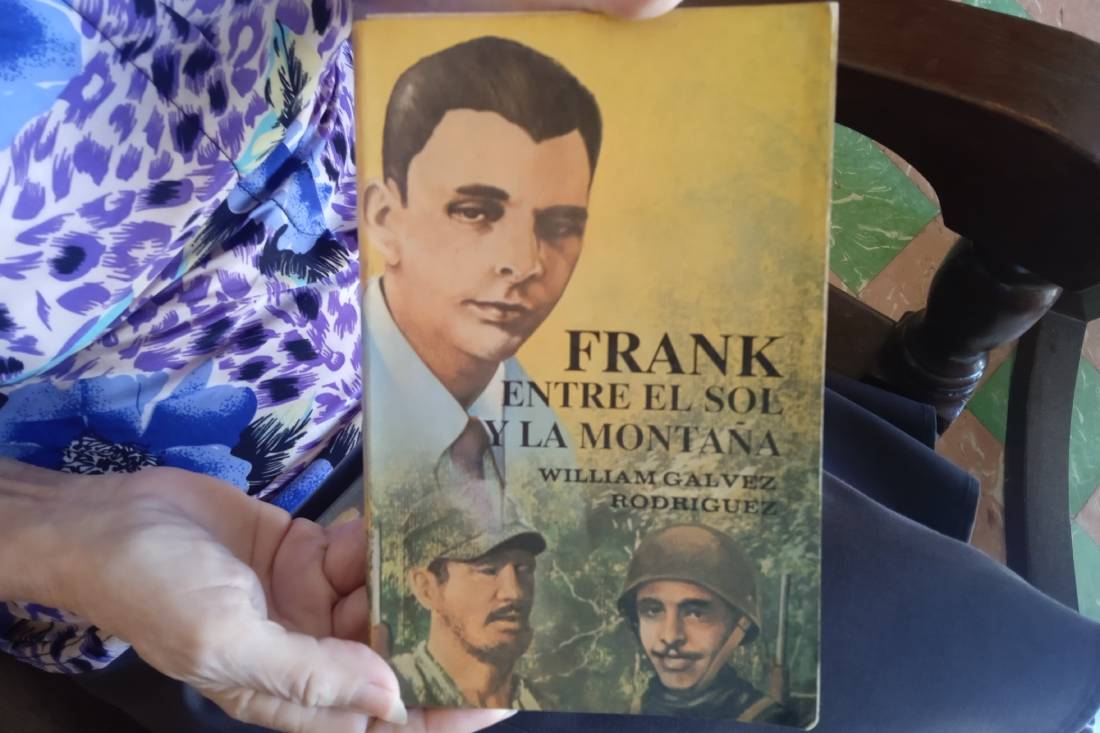 FRANK
ENTRE EL SOL
Y LA MONTAÑA
WILLIAM GALVEZ
RODRIGUEZ